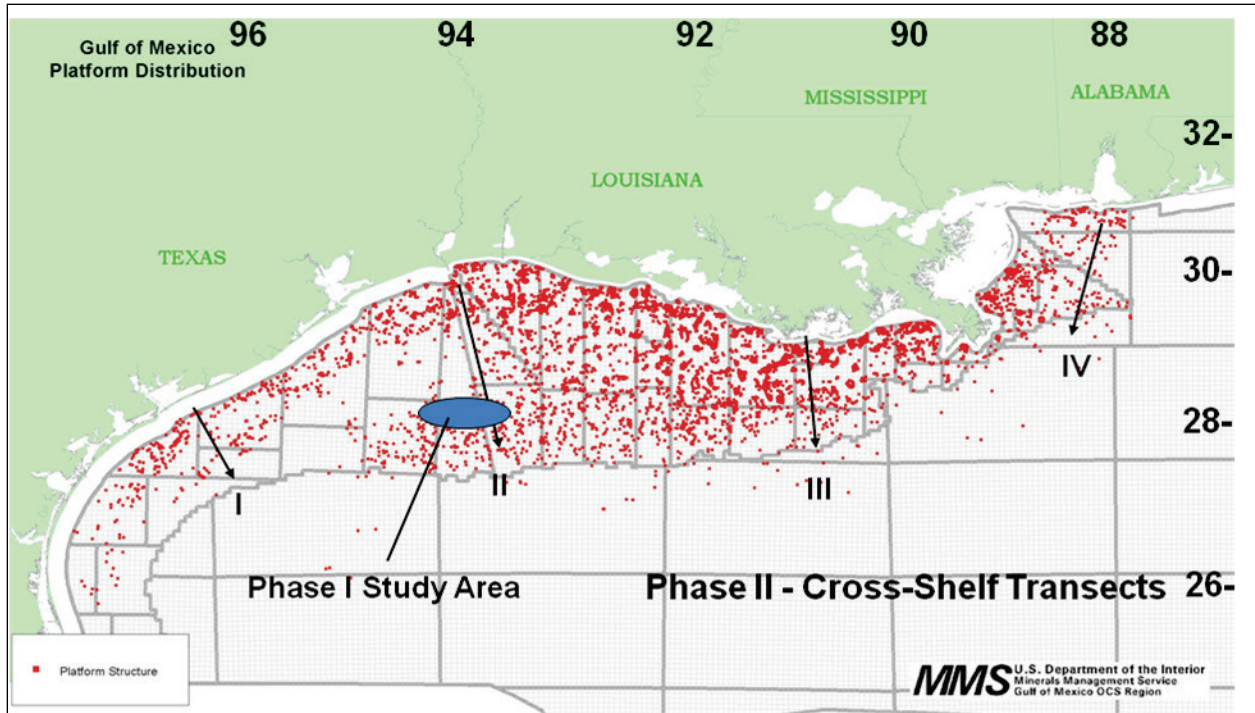 Gulf of Mexico
Platform Distribution
96
94
92
90
88
MISSISSIPPI
ALABAMA
32-
LOUISIANA
TEXAS
30-
IV
28-
I
II
III
Phase I Study Area
Phase II - Cross-Shelf Transects
26-
Platform Structure
MMS
U.S. Department of the Interior
Minerals Management Service
Gulf of Mexico OCS Region